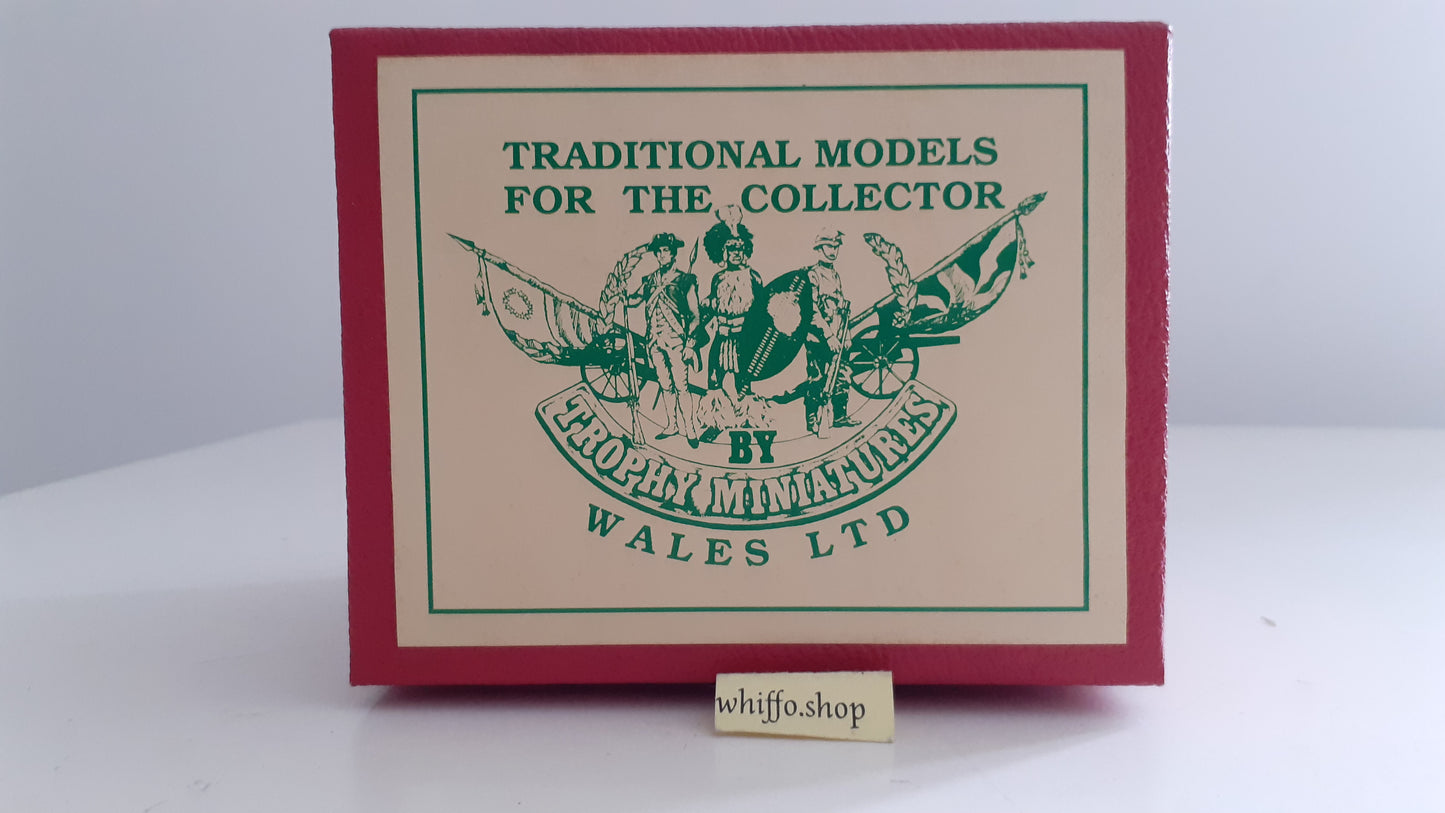 TRADITIONAL MODELS
FOR THE COLLECTOR
BY
TROPHY MINIATURES
WALES LTD
whiffo.shop